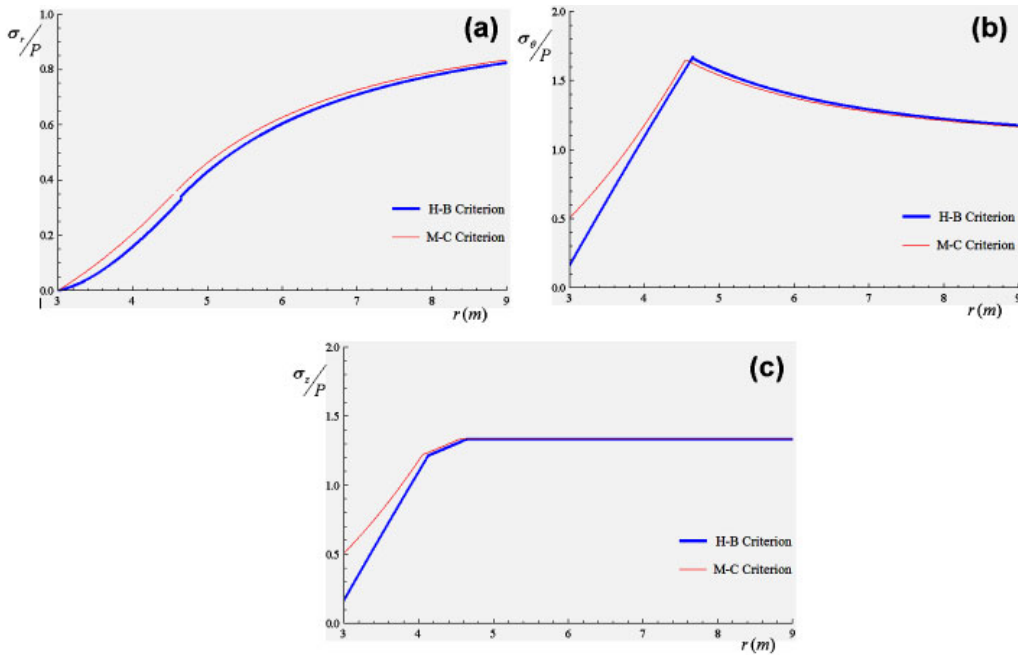 (a)
σr/P
1.0
0.8
0.6
0.4
0.2
0.0
H-B Criterion
M-C Criterion
3 4 5 6 7 8 9
r(m)
(b)
σθ/P
2.0
1.5
1.0
0.5
0.0
H-B Criterion
M-C Criterion
3 4 5 6 7 8 9
r(m)
(c)
σz/P
2.0
1.5
1.0
0.5
0.0
H-B Criterion
M-C Criterion
3 4 5 6 7 8 9
r(m)